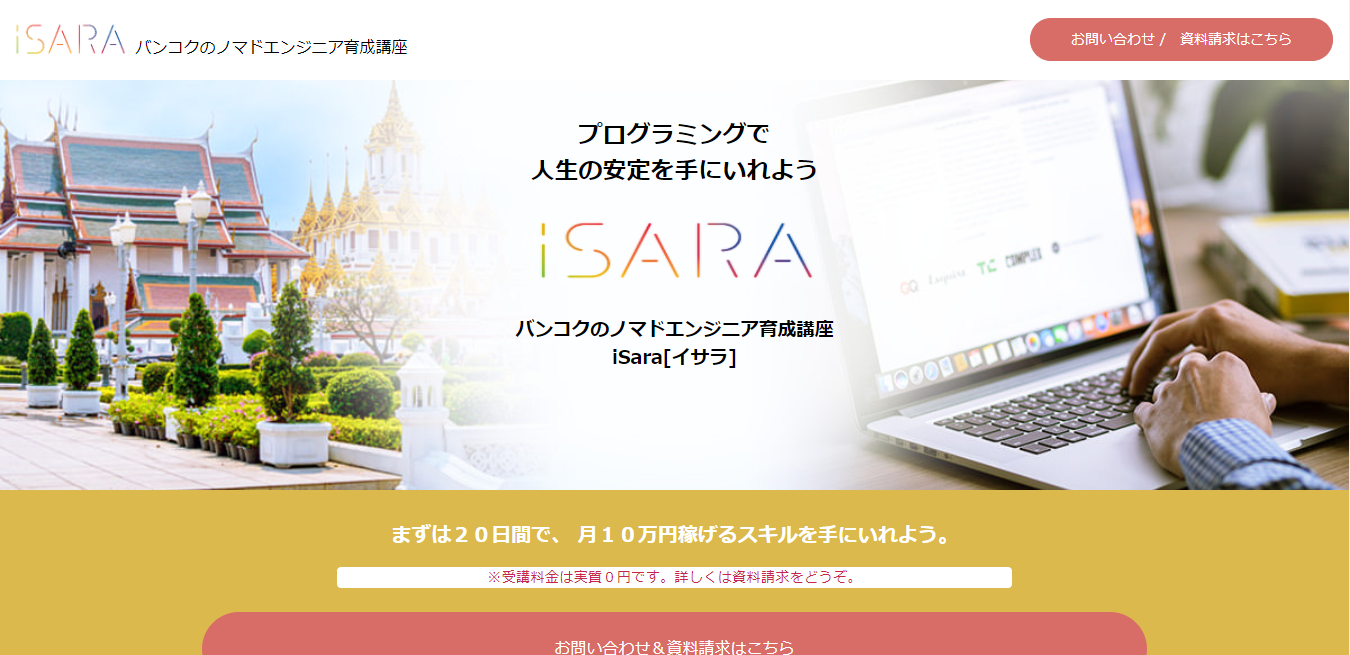 iSARA バンコクのノマドエンジニア育成講座
お問い合わせ / 資料請求はこちら
プログラミングで
人生の安定を手にいれよう
iSARA
バンコクのノマドエンジニア育成講座
iSara[イサラ]
TC COMPLEX
まずは２０日間で、 月１０万円稼げるスキルを手にいれよう。
※受講料金は実質０円です。詳しくは資料請求をどうぞ。
お問い合わせ＆資料請求はこちら